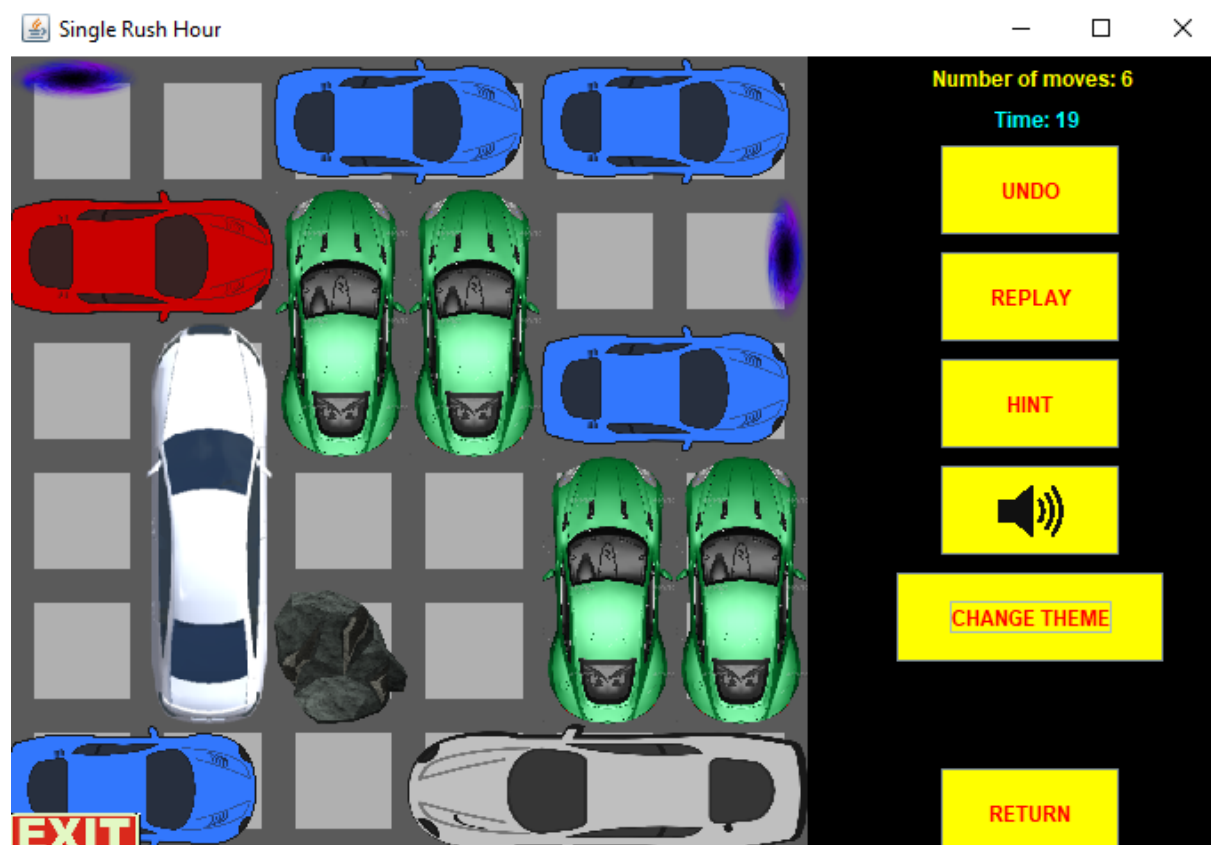 Single Rush Hour
Number of moves: 6
Time: 19
UNDO
REPLAY
HINT
CHANGE THEME
RETURN
EXIT